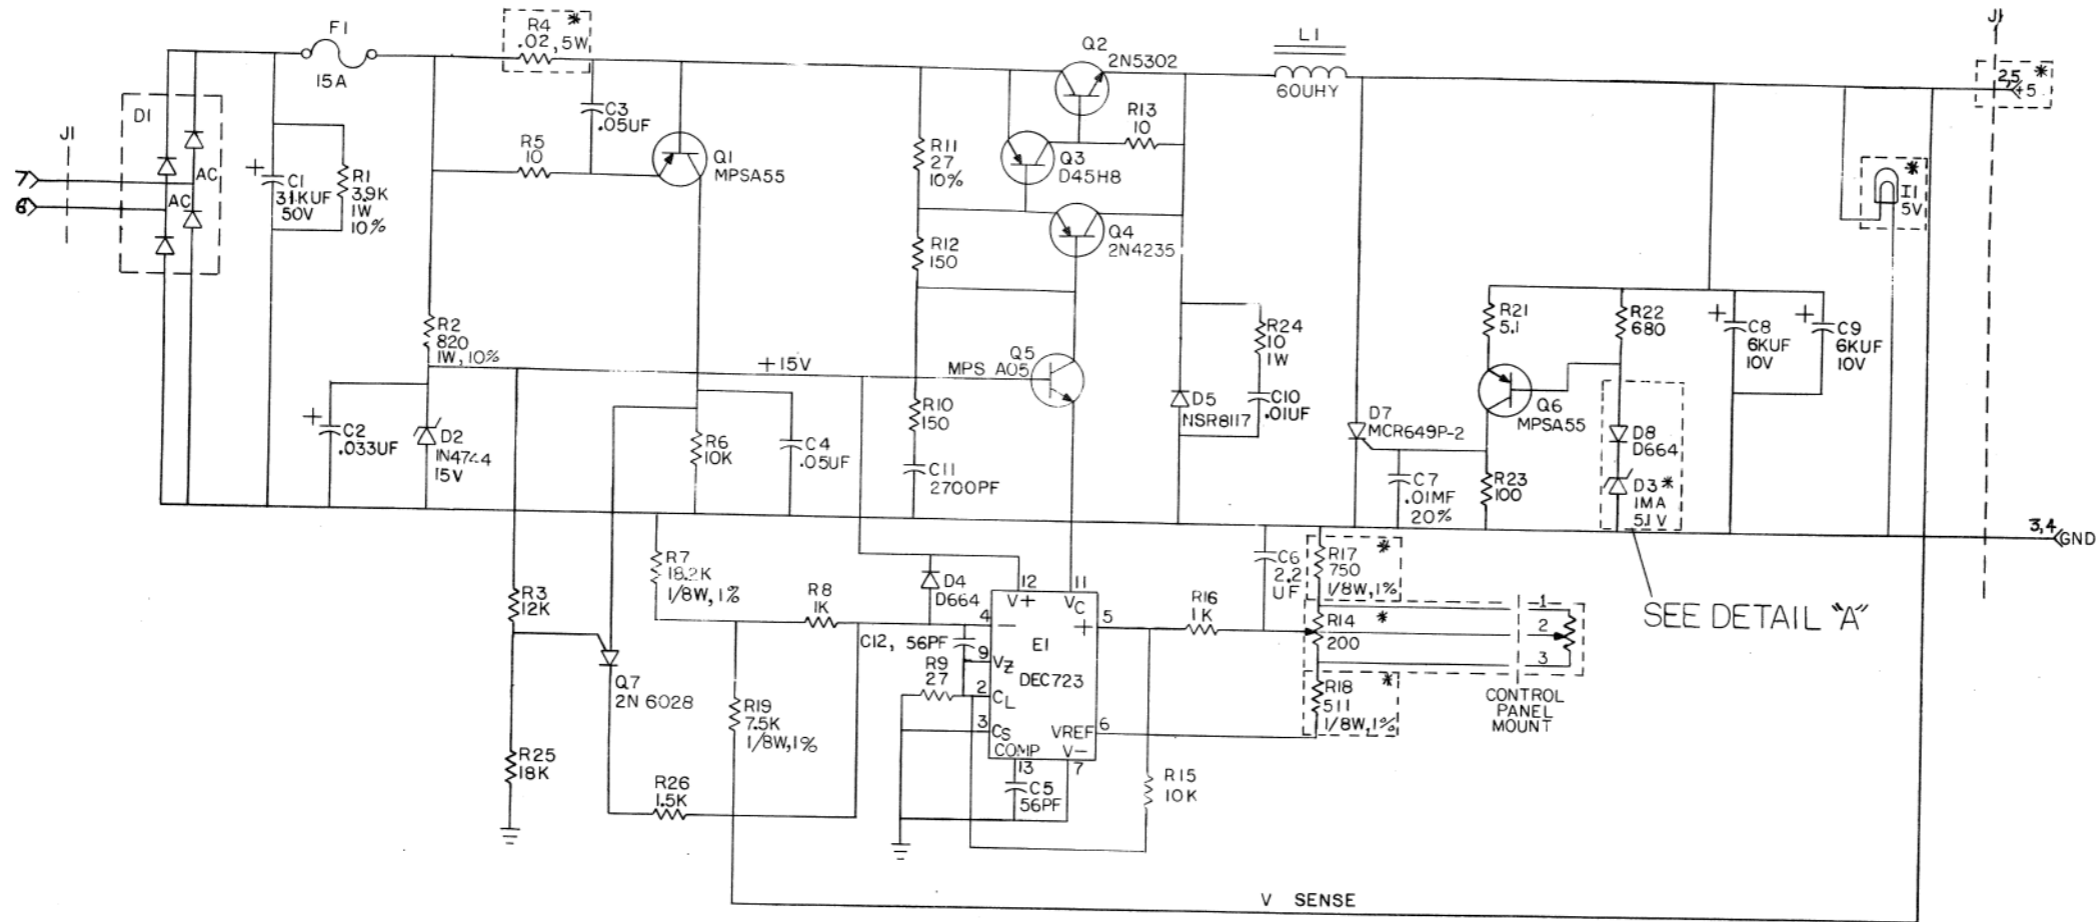 J1
7
6
D1
AC
AC
+
C1
31KUF
50V
R1
3.9K
1W
10%
F1
15A
R4 *
.02, 5W
C3
.05UF
R5
10
Q1
MPSA55
R2
820
1W, 10%
+
C2
.033UF
D2
1N4744
15V
+15V
R6
10K
C4
.05UF
R11
27
10%
R12
150
R10
150
C11
2700PF
Q2
2N5302
Q3
D45H8
R13
10
Q4
2N4235
Q5
MPS A05
L1
60UHY
R24
10
1W
D5
NSR8117
C10
.01UF
D7
MCR649P-2
C7
.01MF
20%
R21
5.1
Q6
MPSA55
R23
100
R22
680
D8
D664
D3 *
1MA
5.1V
+
C8
6KUF
10V
+
C9
6KUF
10V
*
I1
5V
J1
2,5 *
+5
3,4
GND
SEE DETAIL "A"
R3
12K
R25
18K
Q7
2N 6028
R26
1.5K
R7
18.2K
1/8W, 1%
R19
7.5K
1/8W, 1%
R8
1K
D4
D664
C12, 56PF
R9
27
4
9
2
3
12
11
5
6
13
7
V+
VC
−
+
E1
VZ
DEC723
CL
CS
VREF
COMP
V−
C5
56PF
R15
10K
R16
1K
C6
2.2
UF
R17 *
750
1/8W, 1%
R14 *
200
R18 *
511
1/8W, 1%
1
2
3
CONTROL
PANEL
MOUNT
V SENSE